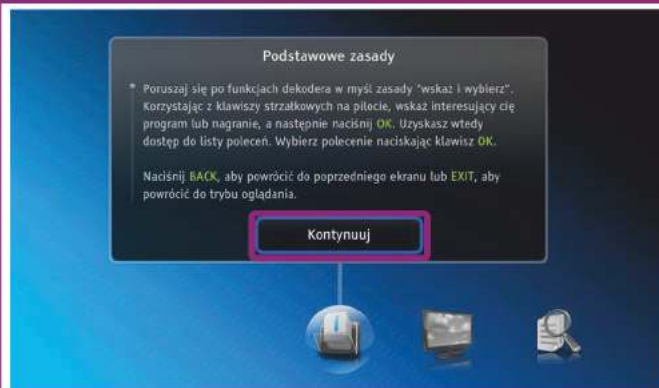 Podstawowe zasady
* Poruszaj się po funkcjach dekodera w myśl zasady "wskaż i wybierz".
Korzystając z klawiszy strzałkowych na pilocie, wskaż interesujący cię
program lub nagranie, a następnie naciśnij OK. Uzyskasz wtedy
dostęp do listy poleceń. Wybierz polecenie naciskając klawisz OK.
Naciśnij BACK, aby powrócić do poprzedniego ekranu lub EXIT, aby
powrócić do trybu oglądania.
Kontynuuj